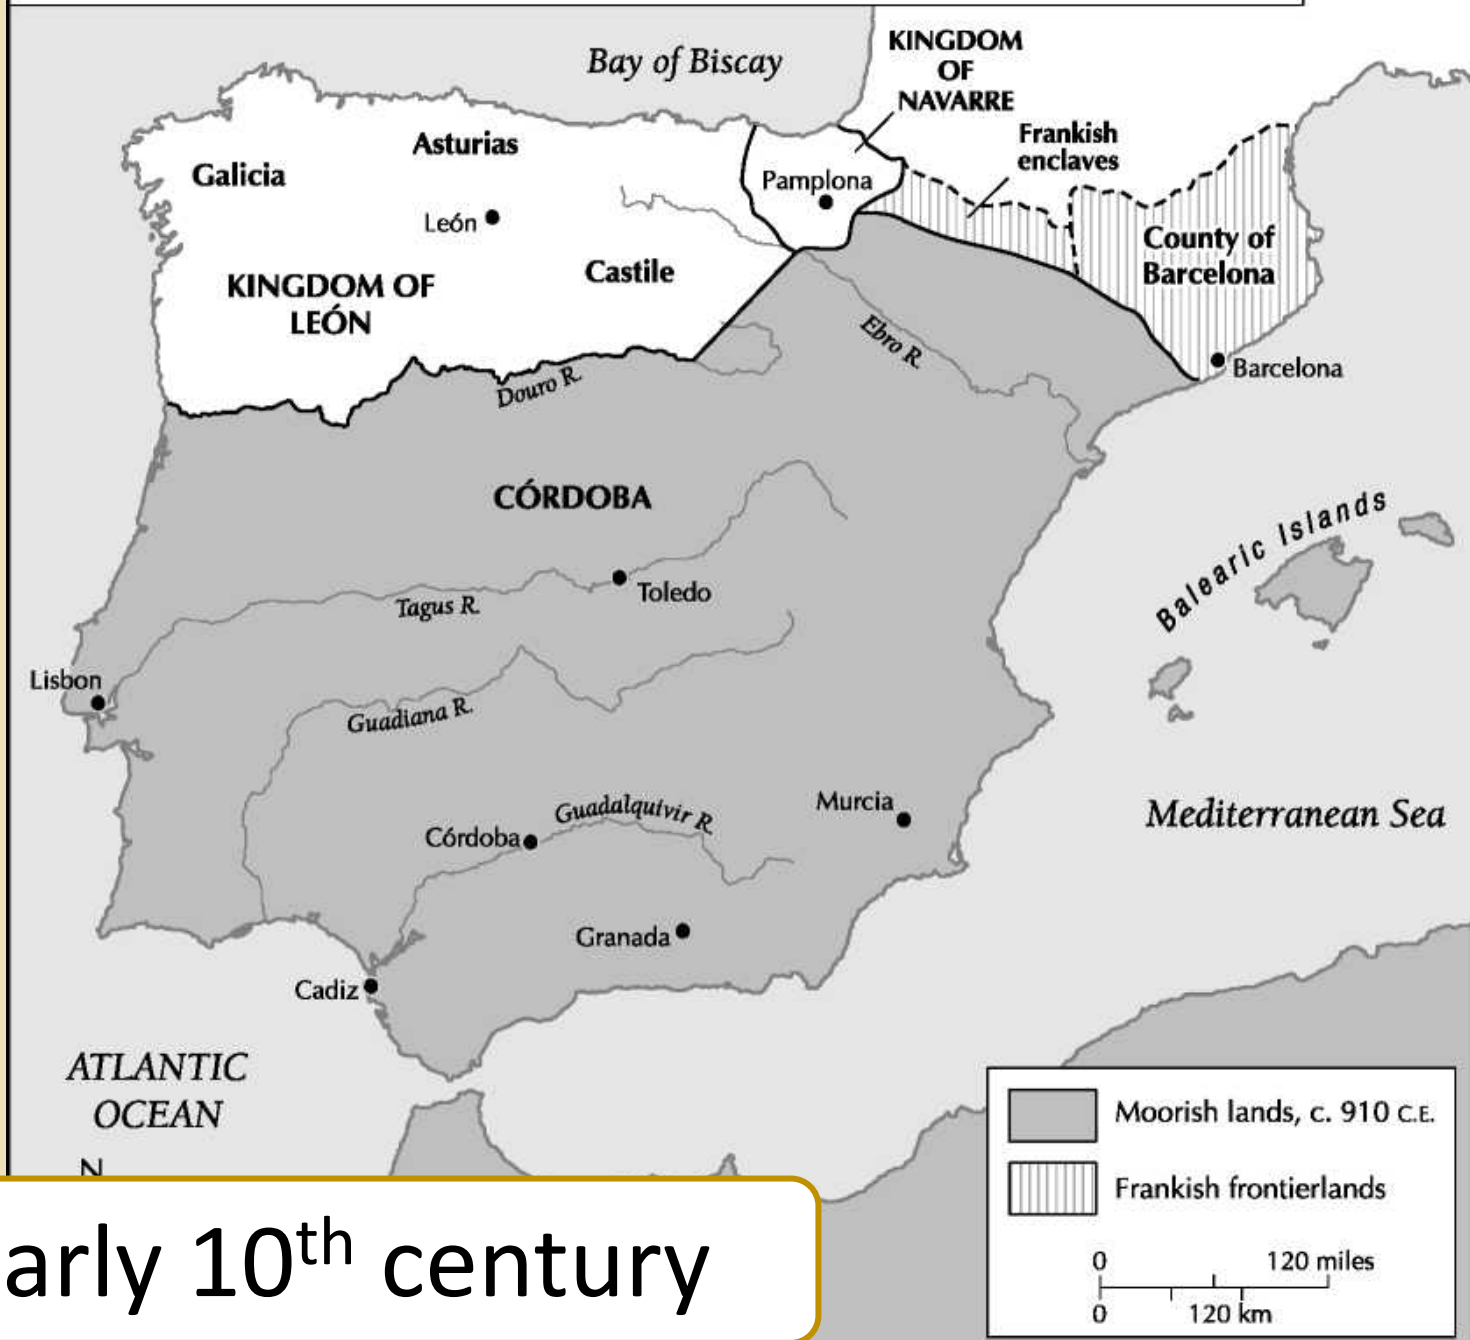 Bay of Biscay
KINGDOM
OF
NAVARRE
Frankish
enclaves
Asturias
Galicia
Pamplona
León
County of
Barcelona
Castile
KINGDOM OF
LEÓN
Ebro R.
Barcelona
Douro R.
CÓRDOBA
Balearic Islands
Toledo
Tagus R.
Lisbon
Guadiana R.
Murcia
Guadalquivir R.
Mediterranean Sea
Córdoba
Granada
Cadiz
ATLANTIC
OCEAN
N
Moorish lands, c. 910 C.E.
Frankish frontierlands
0 120 miles
0 120 km
arly 10th century